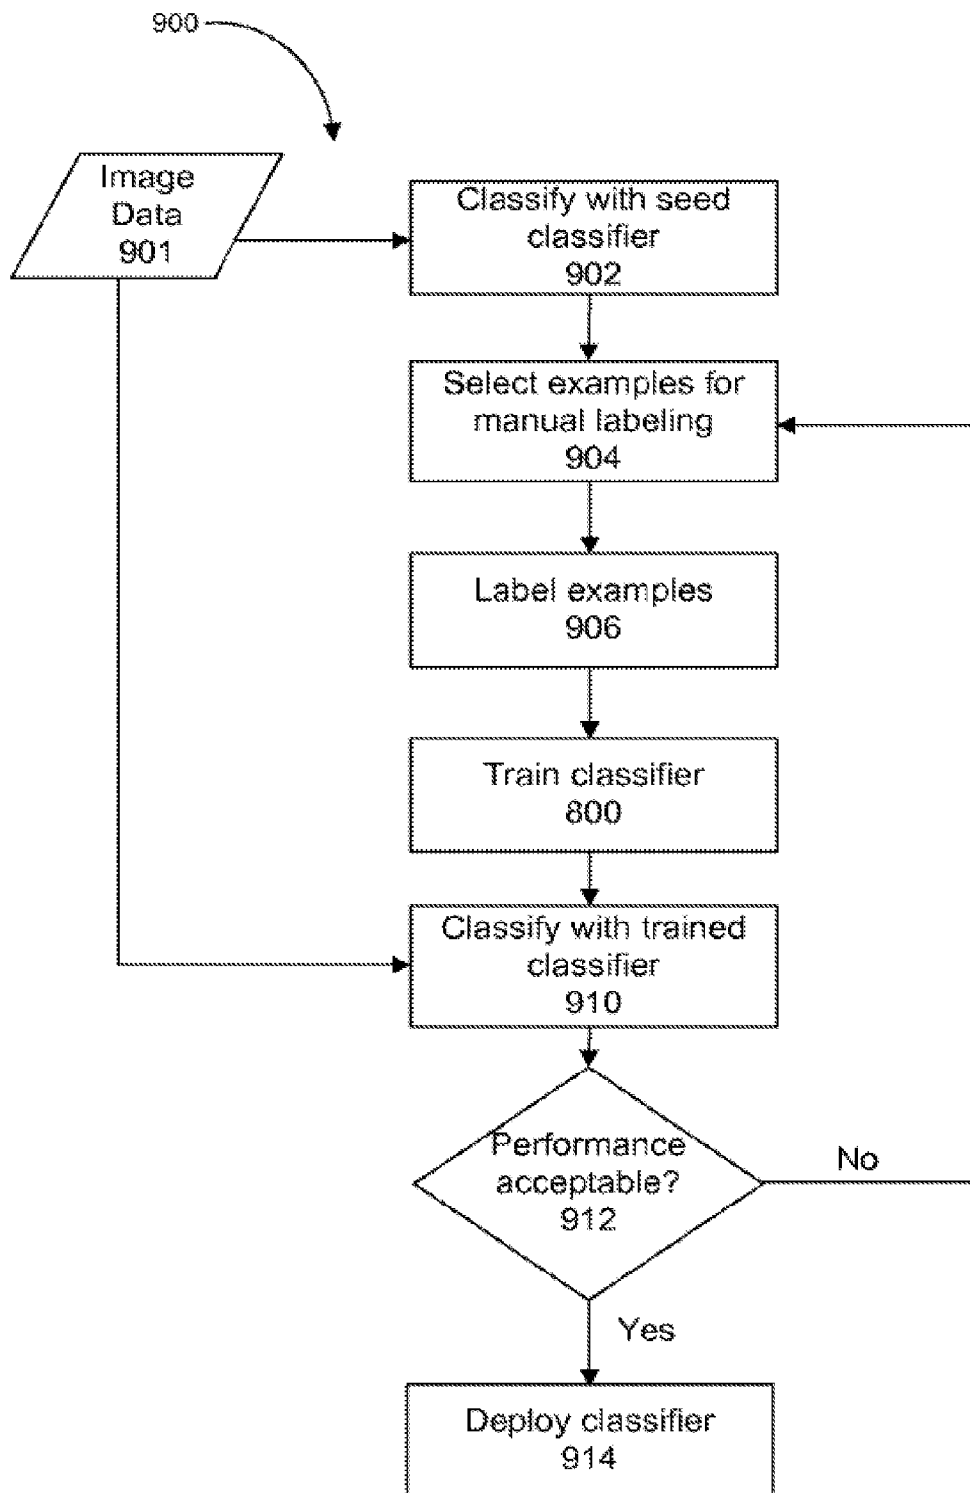 900
Image
Data
901
Classify with seed
classifier
902
Select examples for
manual labeling
904
Label examples
906
Train classifier
800
Classify with trained
classifier
910
Performance
acceptable?
912
No
Yes
Deploy classifier
914